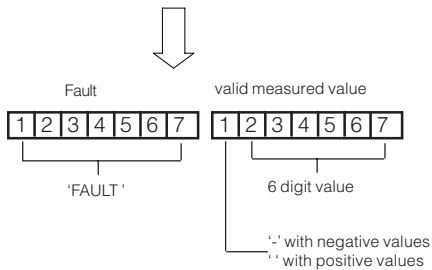 Fault valid measured value
1 2 3 4 5 6 7 1 2 3 4 5 6 7
'FAULT ' 6 digit value
'-' with negative values
' ' with positive values